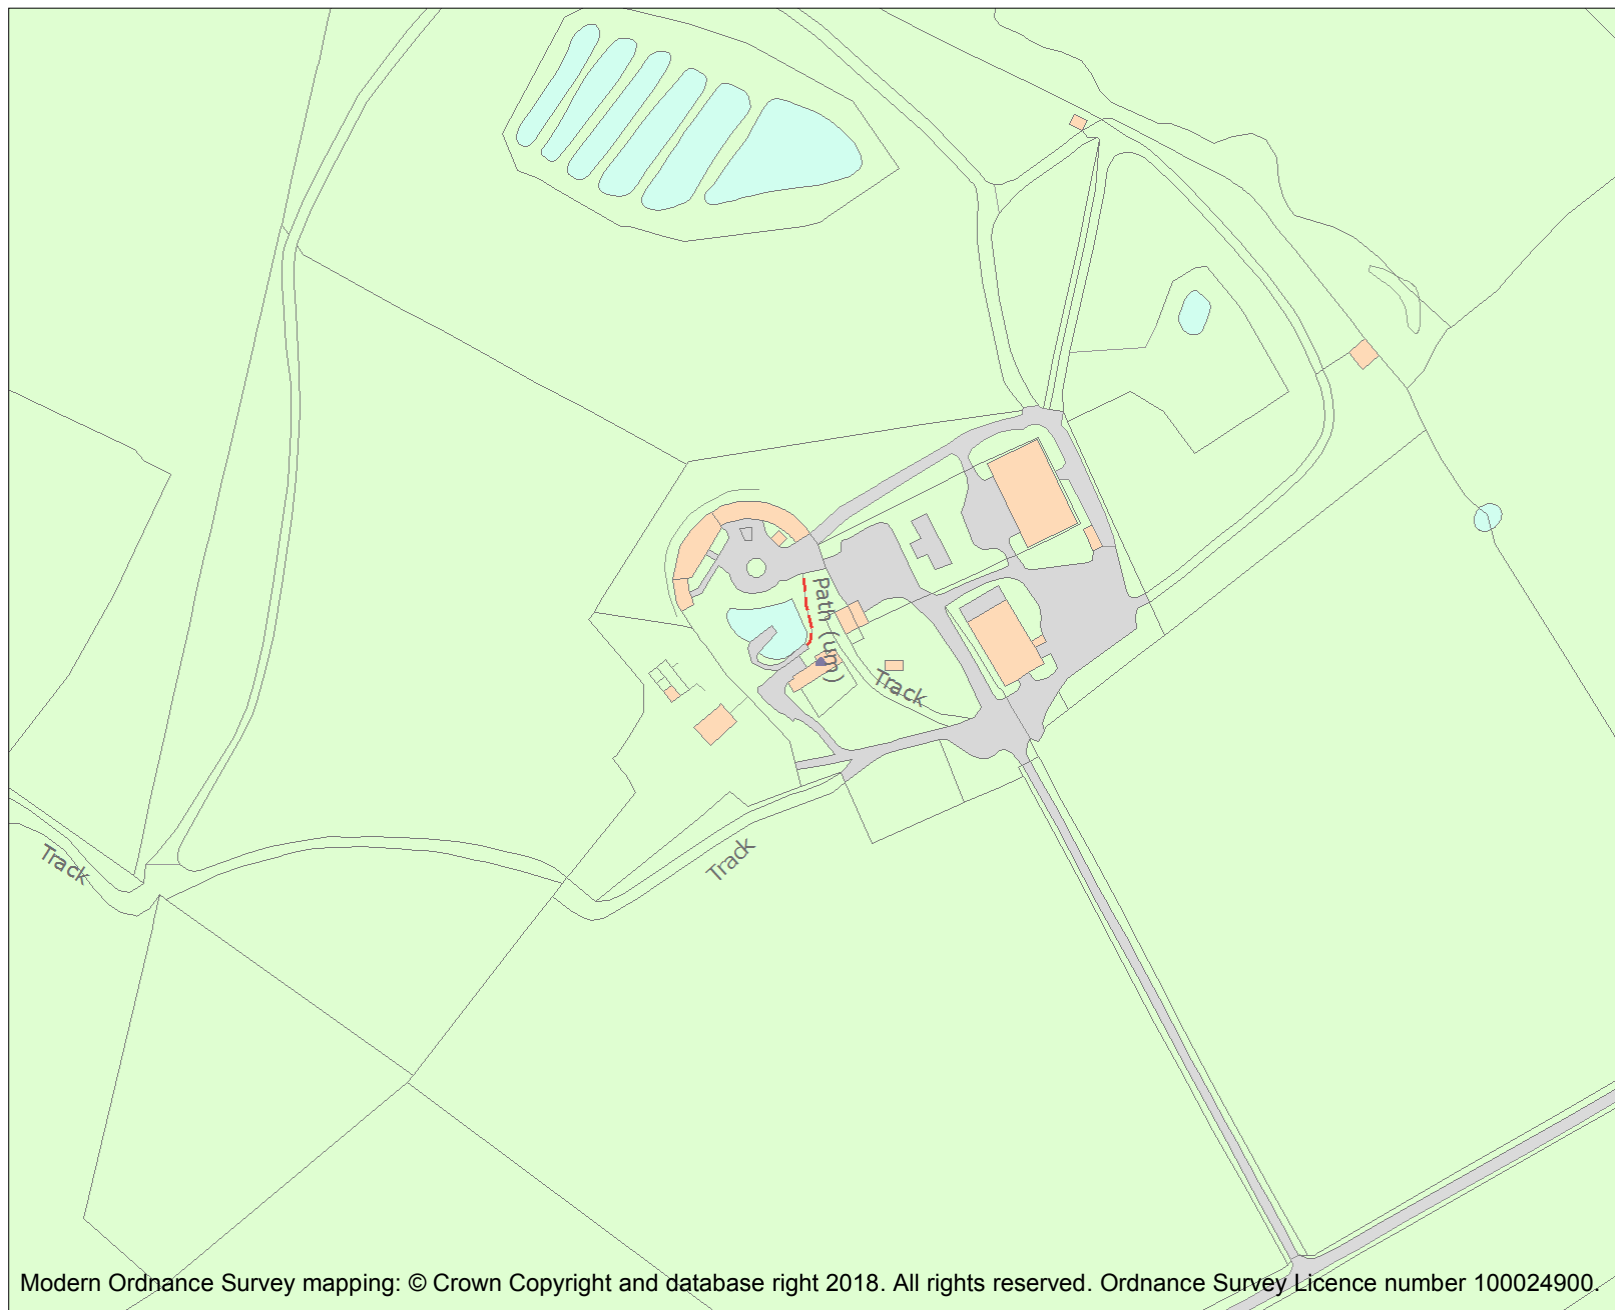 Path (um)
Track
Track
Track
Modern Ordnance Survey mapping: © Crown Copyright and database right 2018. All rights reserved. Ordnance Survey Licence number 100024900.